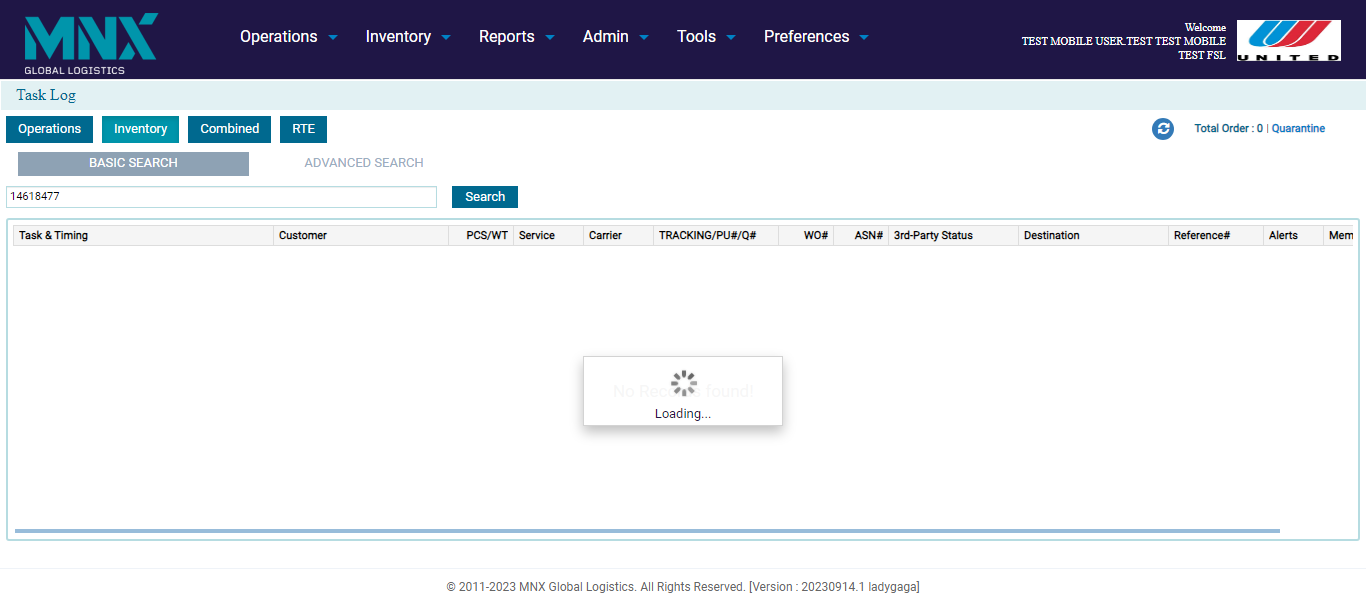 MNX
GLOBAL LOGISTICS
Operations Inventory Reports Admin Tools Preferences
Welcome
TEST MOBILE USER.TEST TEST MOBILE
TEST FSL
UNITED
Task Log
Operations Inventory Combined RTE
Total Order : 0 | Quarantine
BASIC SEARCH ADVANCED SEARCH
14618477 Search
Task & Timing Customer PCS/WT Service Carrier TRACKING/PU#/Q# WO# ASN# 3rd-Party Status Destination Reference# Alerts Mem
No Records found!
Loading...
© 2011-2023 MNX Global Logistics. All Rights Reserved. [Version : 20230914.1 ladygaga]